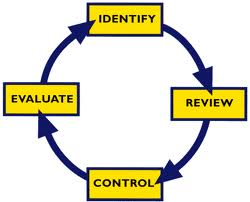 IDENTIFY
REVIEW
CONTROL
EVALUATE